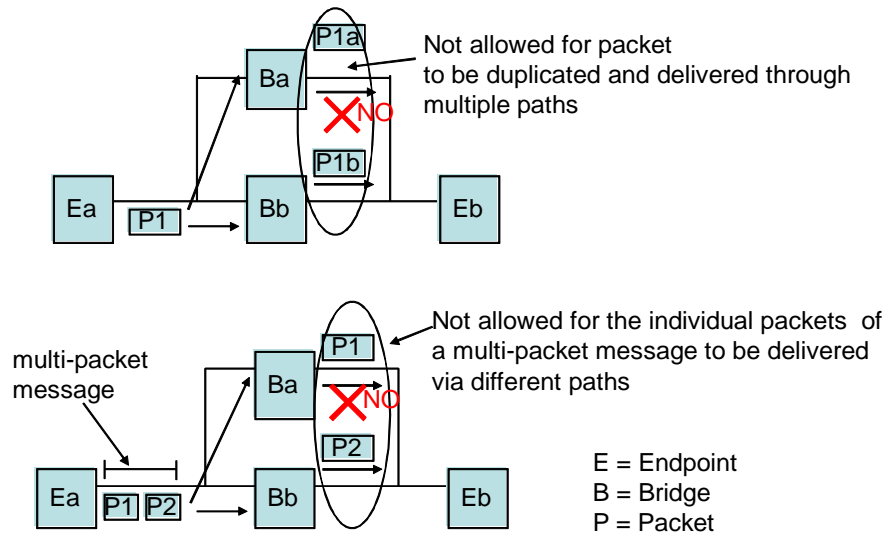 P1a
Not allowed for packet
to be duplicated and delivered through
multiple paths
Ba
NO
P1b
Ea
P1
Bb
Eb
Not allowed for the individual packets of
a multi-packet message to be delivered
via different paths
multi-packet
message
P1
Ba
NO
P2
Ea
P1
P2
Bb
Eb
E = Endpoint
B = Bridge
P = Packet